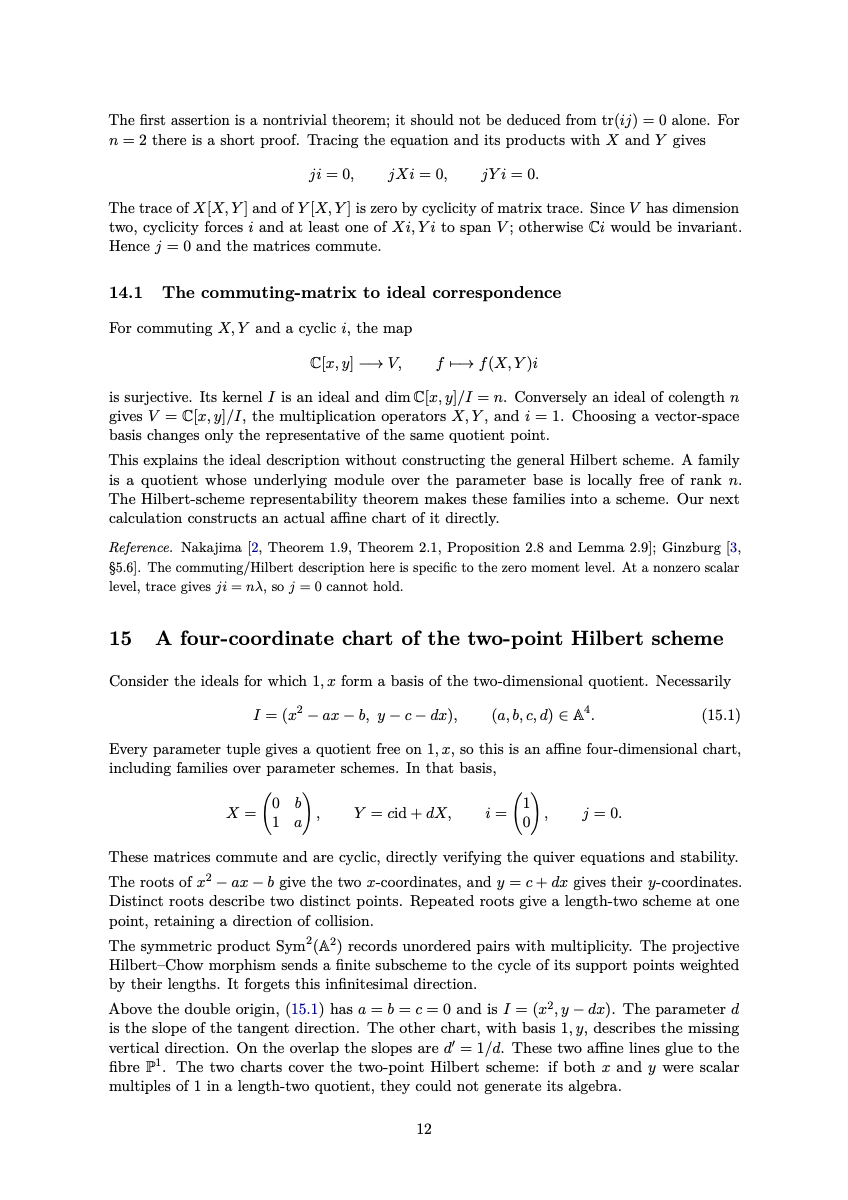 The first assertion is a nontrivial theorem; it should not be deduced from tr(ij) = 0 alone. For
n = 2 there is a short proof. Tracing the equation and its products with X and Y gives
ji = 0, jXi = 0, jYi = 0.
The trace of X[X, Y] and of Y[X, Y] is zero by cyclicity of matrix trace. Since V has dimension
two, cyclicity forces i and at least one of Xi, Yi to span V; otherwise ℂi would be invariant.
Hence j = 0 and the matrices commute.
14.1 The commuting-matrix to ideal correspondence
For commuting X, Y and a cyclic i, the map
ℂ[x, y] ⟶ V, f ⟼ f(X, Y)i
is surjective. Its kernel I is an ideal and dim ℂ[x, y]/I = n. Conversely an ideal of colength n
gives V = ℂ[x, y]/I, the multiplication operators X, Y, and i = 1. Choosing a vector-space
basis changes only the representative of the same quotient point.
This explains the ideal description without constructing the general Hilbert scheme. A family
is a quotient whose underlying module over the parameter base is locally free of rank n.
The Hilbert-scheme representability theorem makes these families into a scheme. Our next
calculation constructs an actual affine chart of it directly.
Reference. Nakajima [2, Theorem 1.9, Theorem 2.1, Proposition 2.8 and Lemma 2.9]; Ginzburg [3,
§5.6]. The commuting/Hilbert description here is specific to the zero moment level. At a nonzero scalar
level, trace gives ji = nλ, so j = 0 cannot hold.
15 A four-coordinate chart of the two-point Hilbert scheme
Consider the ideals for which 1, x form a basis of the two-dimensional quotient. Necessarily
I = (x² − ax − b, y − c − dx), (a, b, c, d) ∈ 𝔸⁴. (15.1)
Every parameter tuple gives a quotient free on 1, x, so this is an affine four-dimensional chart,
including families over parameter schemes. In that basis,
X = (0 b
1 a), Y = cid + dX, i = (1
0), j = 0.
These matrices commute and are cyclic, directly verifying the quiver equations and stability.
The roots of x² − ax − b give the two x-coordinates, and y = c + dx gives their y-coordinates.
Distinct roots describe two distinct points. Repeated roots give a length-two scheme at one
point, retaining a direction of collision.
The symmetric product Sym²(𝔸²) records unordered pairs with multiplicity. The projective
Hilbert–Chow morphism sends a finite subscheme to the cycle of its support points weighted
by their lengths. It forgets this infinitesimal direction.
Above the double origin, (15.1) has a = b = c = 0 and is I = (x², y − dx). The parameter d
is the slope of the tangent direction. The other chart, with basis 1, y, describes the missing
vertical direction. On the overlap the slopes are d′ = 1/d. These two affine lines glue to the
fibre ℙ¹. The two charts cover the two-point Hilbert scheme: if both x and y were scalar
multiples of 1 in a length-two quotient, they could not generate its algebra.
12